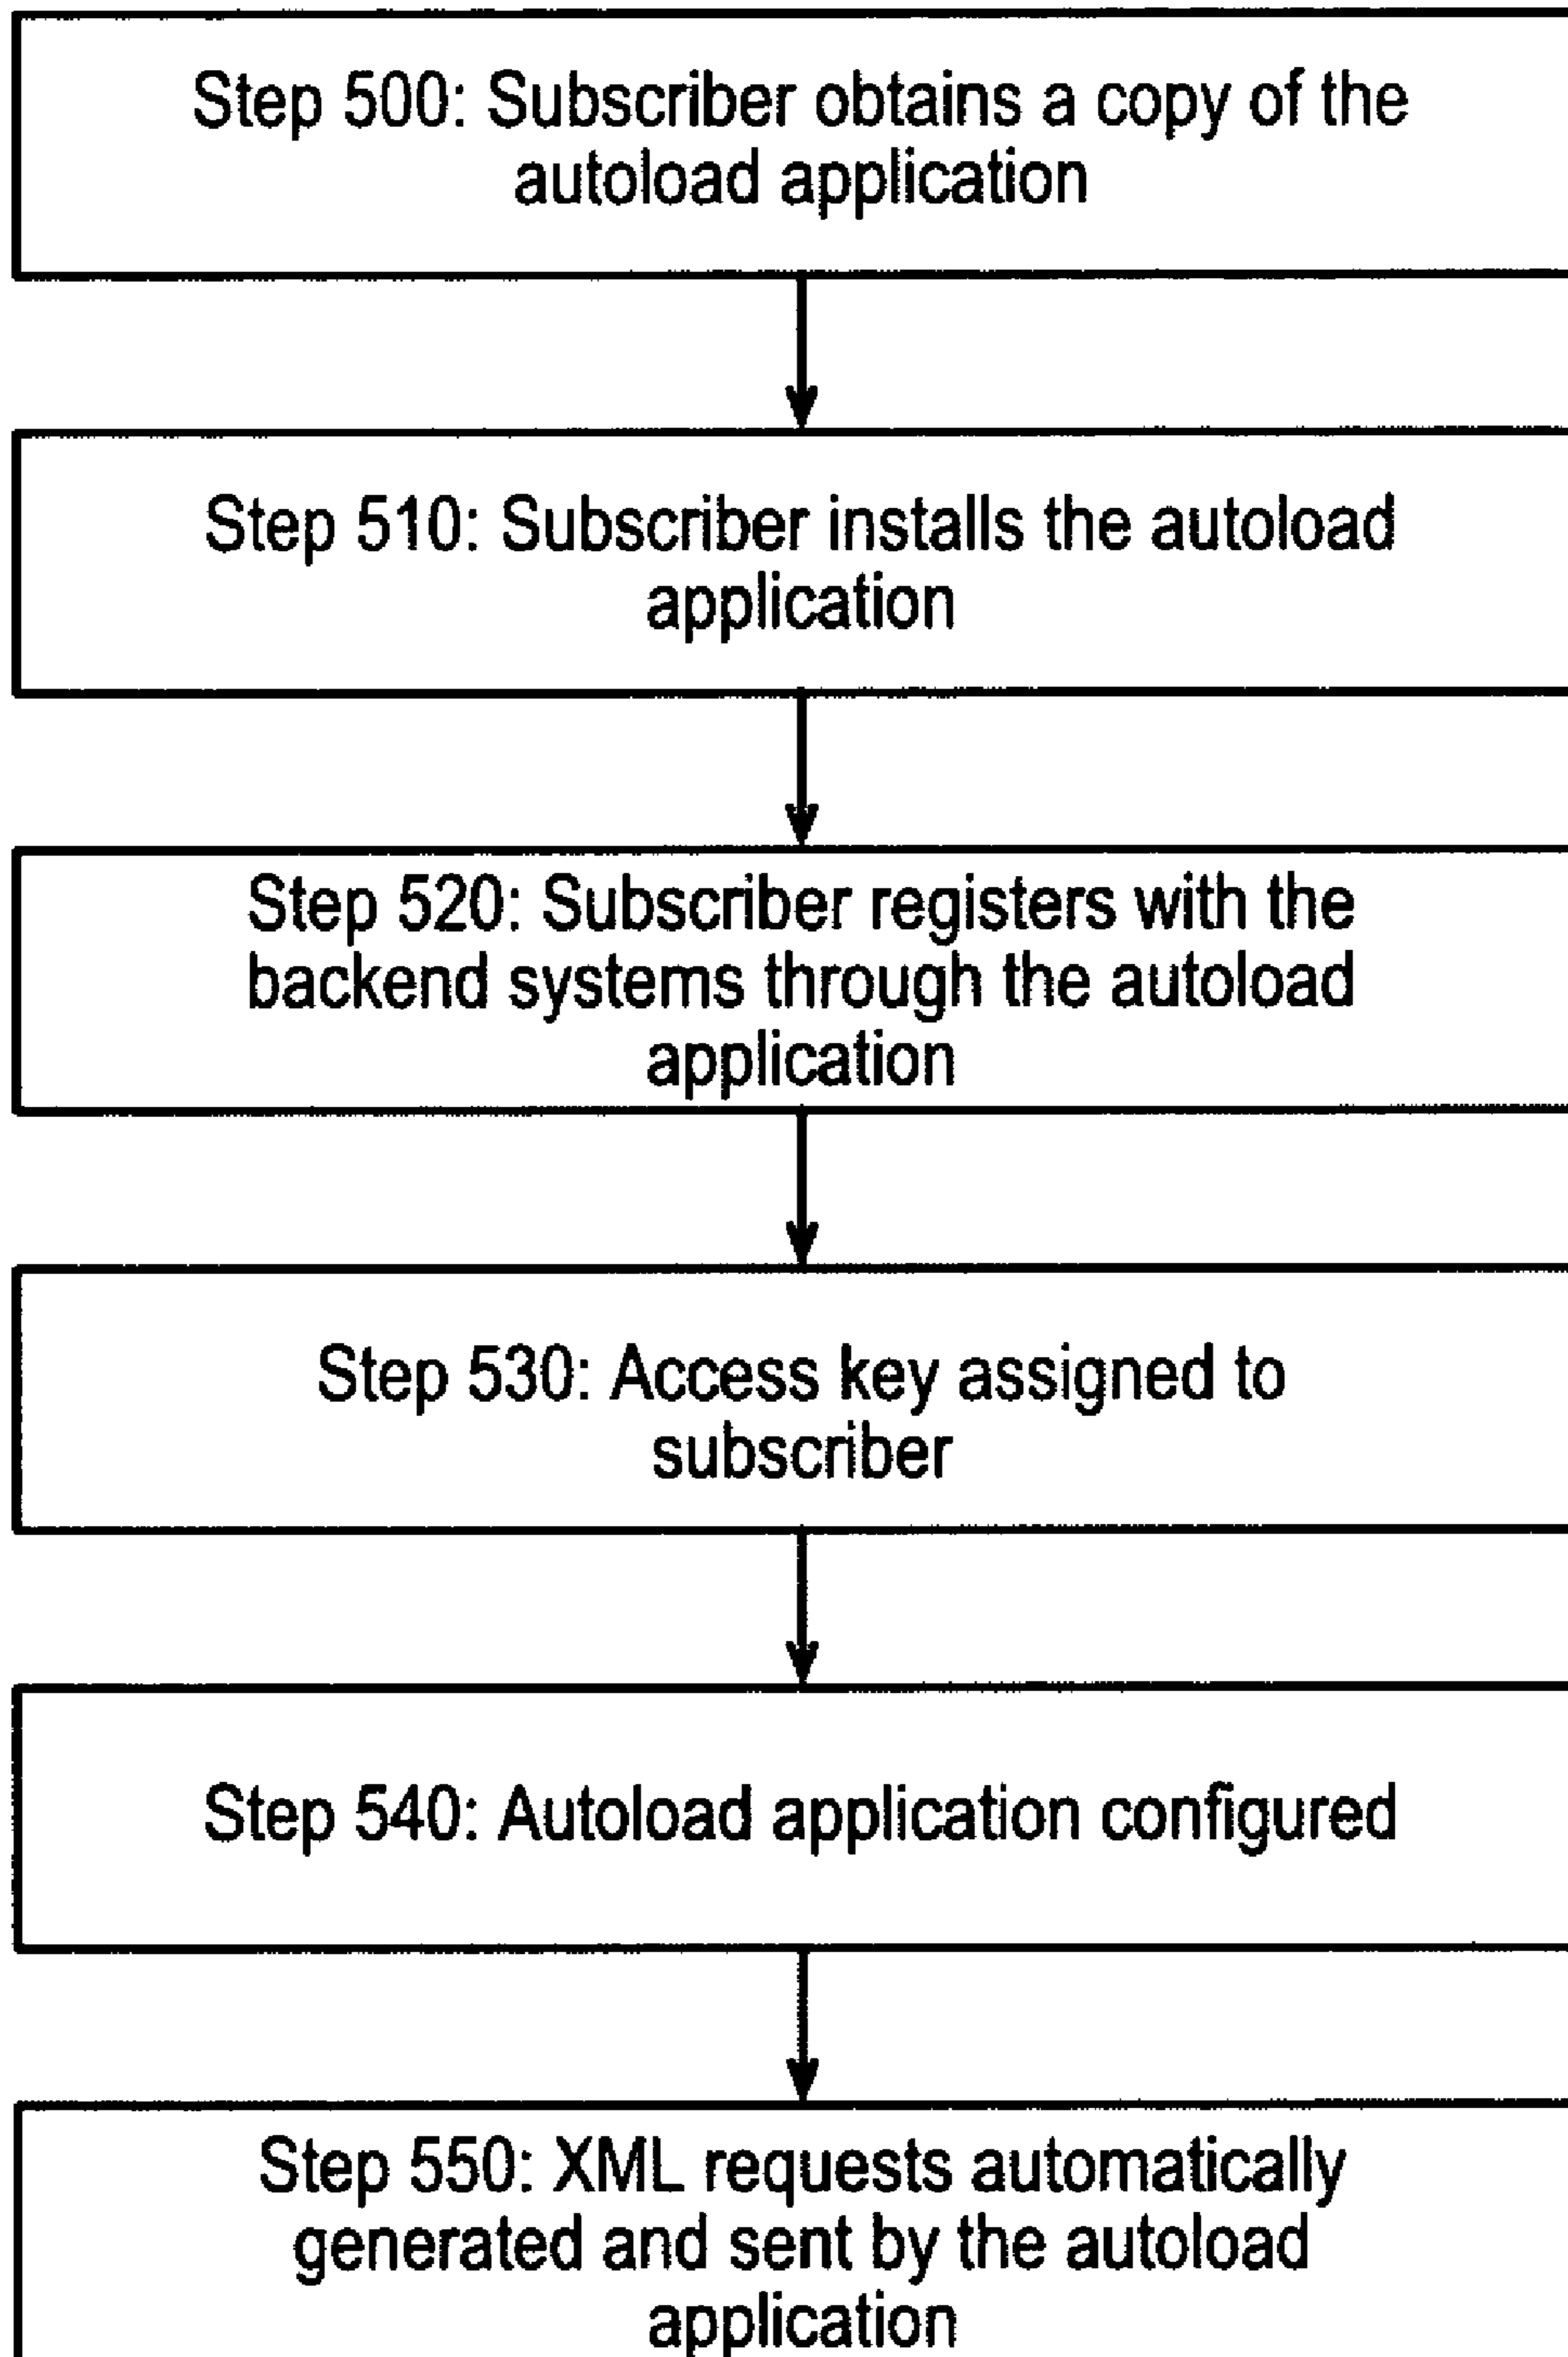 Step 500: Subscriber obtains a copy of the
autoload application
Step 510: Subscriber installs the autoload
application
Step 520: Subscriber registers with the
backend systems through the autoload
application
Step 530: Access key assigned to
subscriber
Step 540: Autoload application configured
Step 550: XML requests automatically
generated and sent by the autoload
application